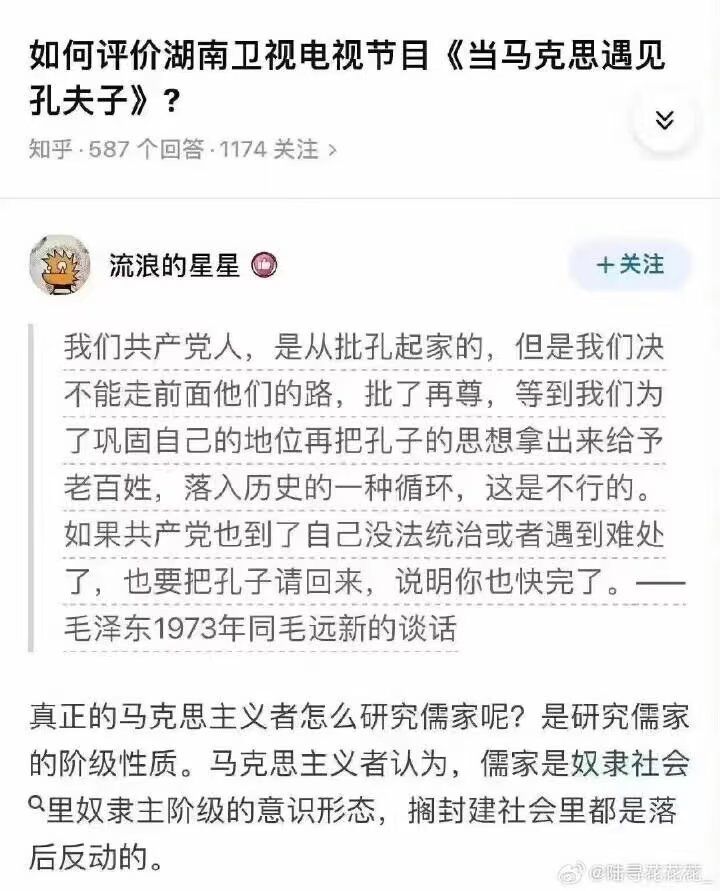 如何评价湖南卫视电视节目《当马克思遇见
孔夫子》?
知乎 · 587 个回答 · 1174 关注 >
流浪的星星
+关注
我们共产党人，是从批孔起家的，但是我们决
不能走前面他们的路，批了再尊，等到我们为
了巩固自己的地位再把孔子的思想拿出来给予
老百姓，落入历史的一种循环，这是不行的。
如果共产党也到了自己没法统治或者遇到难处
了，也要把孔子请回来，说明你也快完了。——
毛泽东1973年同毛远新的谈话
真正的马克思主义者怎么研究儒家呢？是研究儒家
的阶级性质。马克思主义者认为，儒家是奴隶社会
里奴隶主阶级的意识形态，搁封建社会里都是落
后反动的。